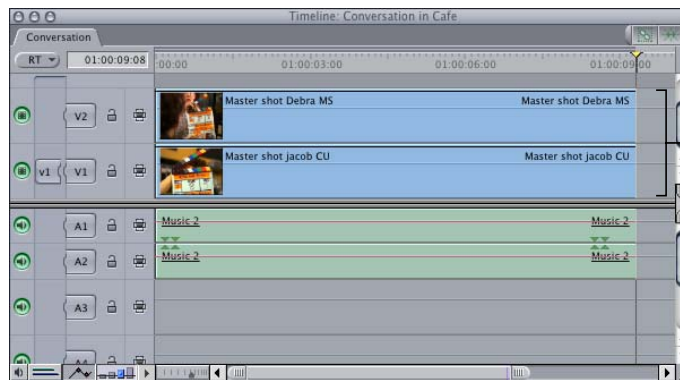 Timeline: Conversation in Cafe
Conversation
RT 01:00:09:08 :00:00 01:00:03:00 01:00:06:00 01:00:09:00
V2 Master shot Debra MS Master shot Debra MS
v1 V1 Master shot jacob CU Master shot jacob CU
A1 Music 2 Music 2
A2 Music 2 Music 2
A3